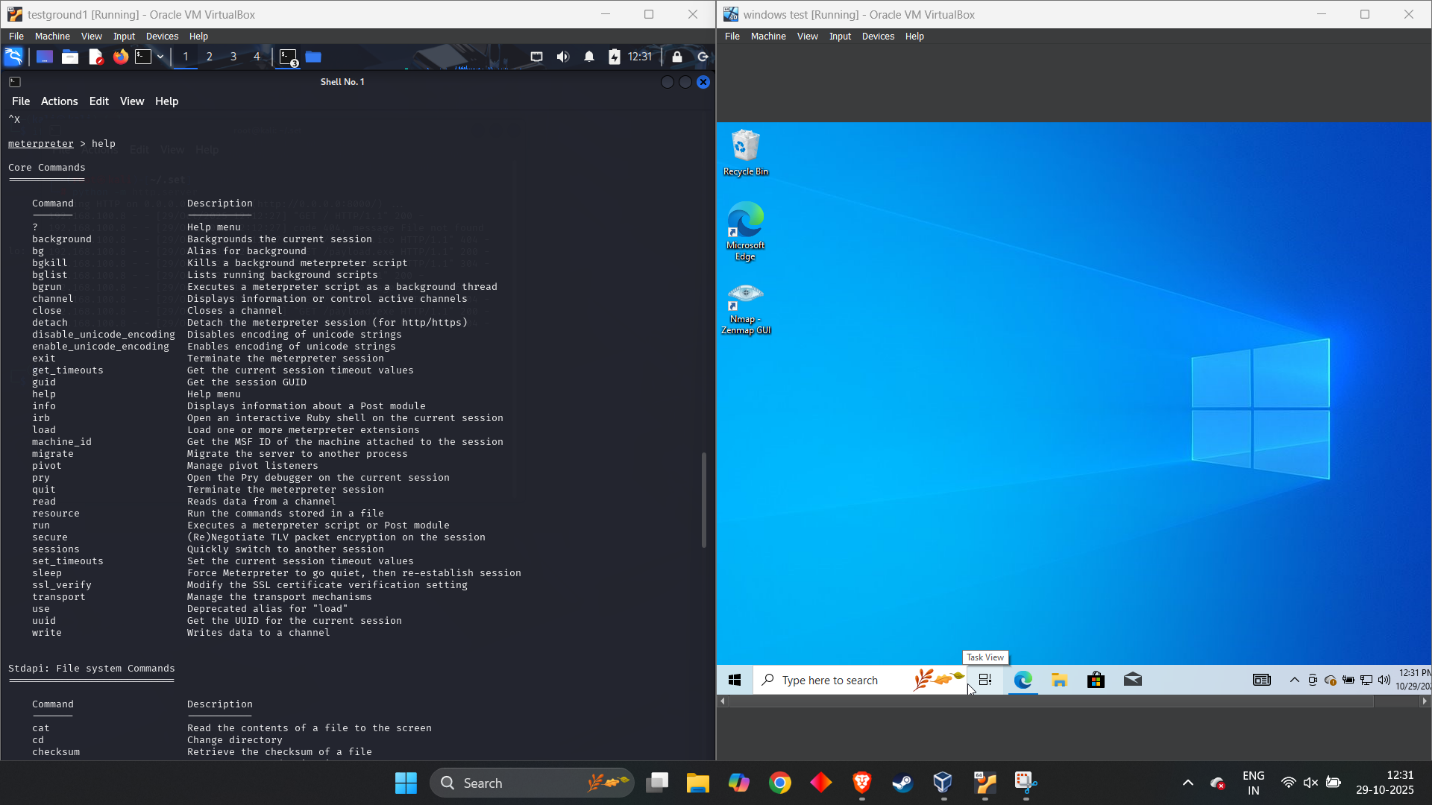 testground1 [Running] - Oracle VM VirtualBox
File Machine View Input Devices Help
1 2 3 4 3 12:31
Shell No. 1
File Actions Edit View Help
^X
meterpreter > help
Core Commands
Command Description
? Help menu
background Backgrounds the current session
bg Alias for background
bgkill Kills a background meterpreter script
bglist Lists running background scripts
bgrun Executes a meterpreter script as a background thread
channel Displays information or control active channels
close Closes a channel
detach Detach the meterpreter session (for http/https)
disable_unicode_encoding Disables encoding of unicode strings
enable_unicode_encoding Enables encoding of unicode strings
exit Terminate the meterpreter session
get_timeouts Get the current session timeout values
guid Get the session GUID
help Help menu
info Displays information about a Post module
irb Open an interactive Ruby shell on the current session
load Load one or more meterpreter extensions
machine_id Get the MSF ID of the machine attached to the session
migrate Migrate the server to another process
pivot Manage pivot listeners
pry Open the Pry debugger on the current session
quit Terminate the meterpreter session
read Reads data from a channel
resource Run the commands stored in a file
run Executes a meterpreter script or Post module
secure (Re)Negotiate TLV packet encryption on the session
sessions Quickly switch to another session
set_timeouts Set the current session timeout values
sleep Force Meterpreter to go quiet, then re-establish session
ssl_verify Modify the SSL certificate verification setting
transport Manage the transport mechanisms
use Deprecated alias for "load"
uuid Get the UUID for the current session
write Writes data to a channel
Stdapi: File system Commands
Command Description
cat Read the contents of a file to the screen
cd Change directory
checksum Retrieve the checksum of a file
windows test [Running] - Oracle VM VirtualBox
File Machine View Input Devices Help
Recycle Bin
Microsoft
Edge
Nmap -
Zenmap GUI
Task View
Type here to search
12:31 PM
10/29/20
Search
ENG
IN
12:31
29-10-2025